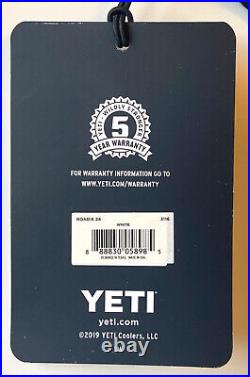 YETI • WILDLY STRONGER
5
YEAR WARRANTY
FOR WARRANTY INFORMATION GO TO
WWW.YETI.COM/WARRANTY
ROADIE 24
WHITE
8 88830 05898 5
YETI
yeti.com
©2019 YETI Coolers, LLC